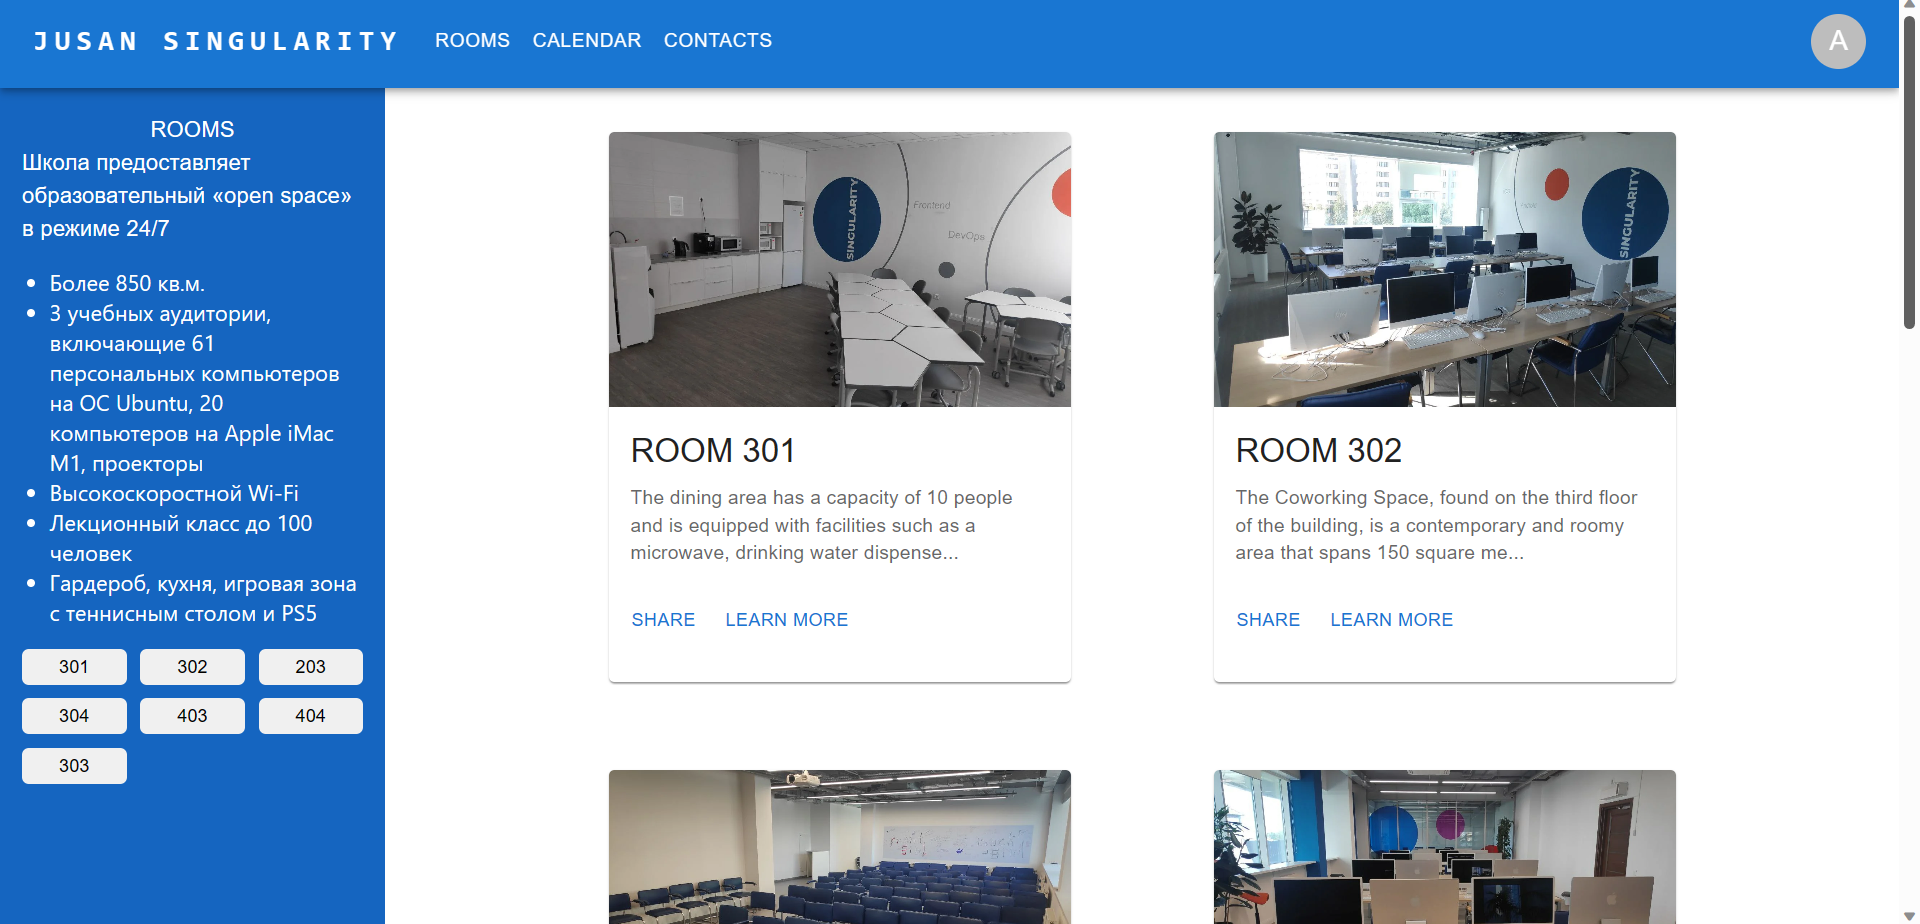 JUSAN SINGULARITY ROOMS CALENDAR CONTACTS A
ROOMS
Школа предоставляет
образовательный «open space»
в режиме 24/7
Более 850 кв.м.
3 учебных аудитории,
включающие 61
персональных компьютеров
на ОС Ubuntu, 20
компьютеров на Apple iMac
M1, проекторы
Высокоскоростной Wi-Fi
Лекционный класс до 100
человек
Гардероб, кухня, игровая зона
с теннисным столом и PS5
301 302 203
304 403 404
303
SINGULARITY
Frontend
DevOps
ROOM 301
The dining area has a capacity of 10 people
and is equipped with facilities such as a
microwave, drinking water dispense...
SHARE LEARN MORE
SINGULARITY
ROOM 302
The Coworking Space, found on the third floor
of the building, is a contemporary and roomy
area that spans 150 square me...
SHARE LEARN MORE